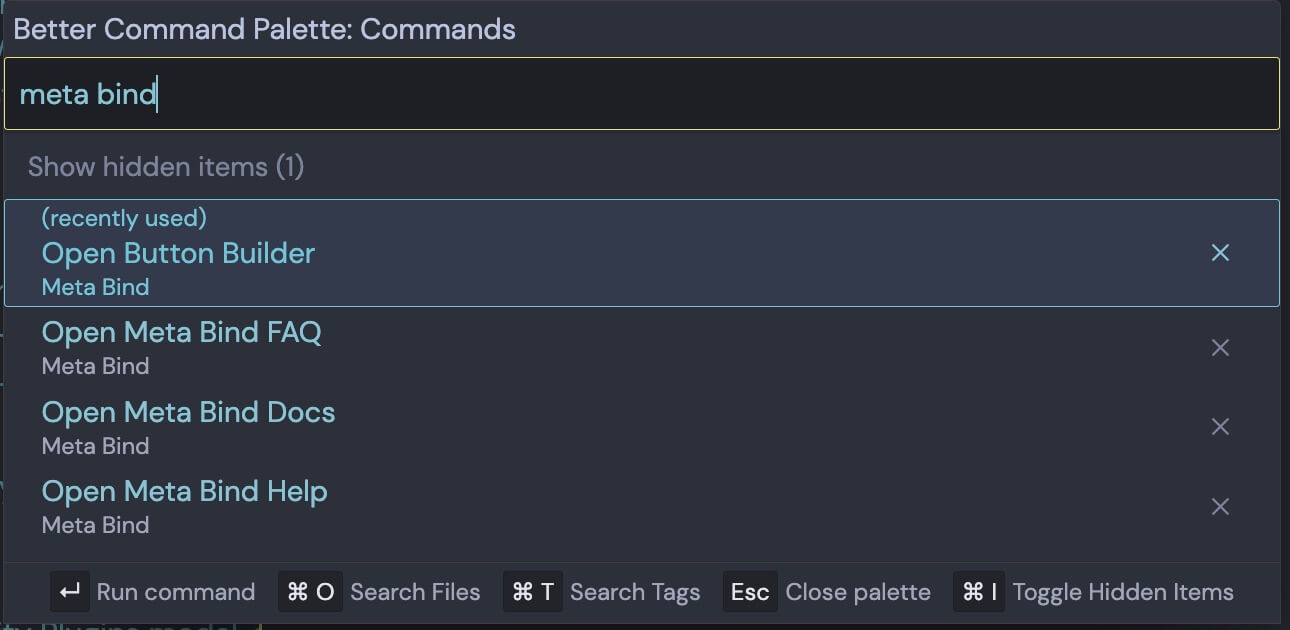 Better Command Palette: Commands
meta bind
Show hidden items (1)
(recently used)
Open Button Builder
Meta Bind
Open Meta Bind FAQ
Meta Bind
Open Meta Bind Docs
Meta Bind
Open Meta Bind Help
Meta Bind
↵ Run command ⌘ O Search Files ⌘ T Search Tags Esc Close palette ⌘ I Toggle Hidden Items